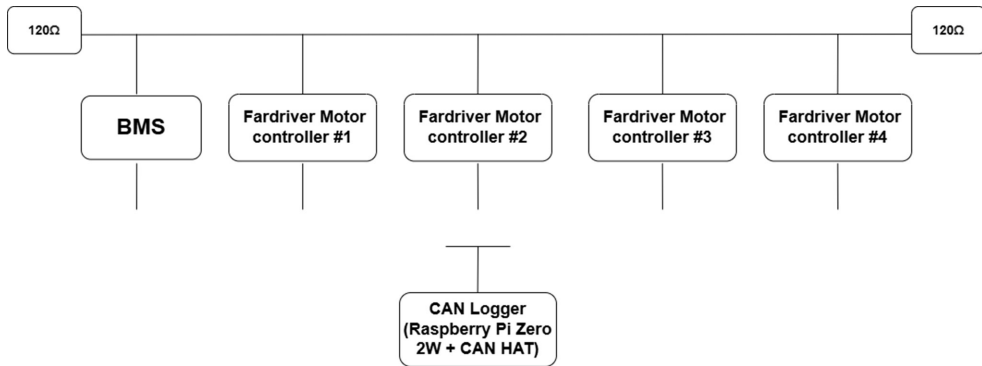 120Ω
120Ω
BMS
Fardriver Motor
controller #1
Fardriver Motor
controller #2
Fardriver Motor
controller #3
Fardriver Motor
controller #4
CAN Logger
(Raspberry Pi Zero
2W + CAN HAT)